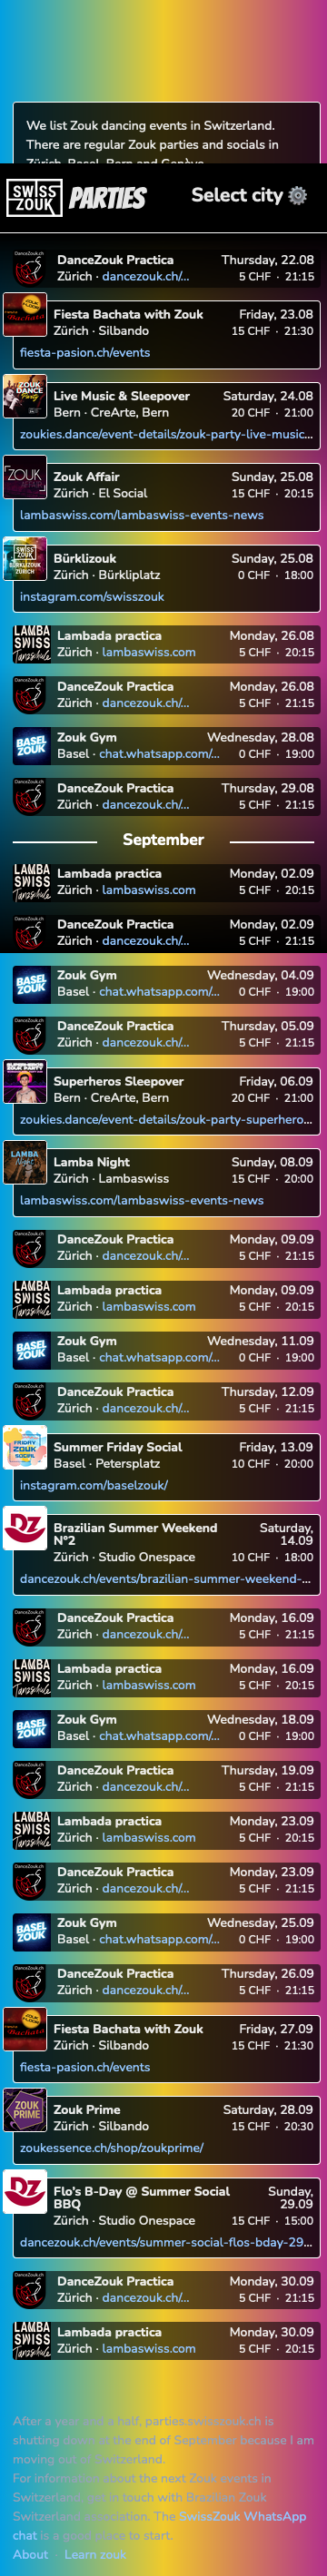 We list Zouk dancing events in Switzerland.
There are regular Zouk parties and socials in
Zürich, Basel, Bern and Genève.
SWISS ZOUK PARTIES
Select city
DanceZouk Practica Thursday, 22.08
Zürich · dancezouk.ch/... 5 CHF · 21:15
Fiesta Bachata with Zouk Friday, 23.08
Zürich · Silbando 15 CHF · 21:30
fiesta-pasion.ch/events
Live Music & Sleepover Saturday, 24.08
Bern · CreArte, Bern 20 CHF · 21:00
zoukies.dance/event-details/zouk-party-live-music...
Zouk Affair Sunday, 25.08
Zürich · El Social 15 CHF · 20:15
lambaswiss.com/lambaswiss-events-news
Bürklizouk Sunday, 25.08
Zürich · Bürkliplatz 0 CHF · 18:00
instagram.com/swisszouk
Lambada practica Monday, 26.08
Zürich · lambaswiss.com 5 CHF · 20:15
DanceZouk Practica Monday, 26.08
Zürich · dancezouk.ch/... 5 CHF · 21:15
Zouk Gym Wednesday, 28.08
Basel · chat.whatsapp.com/... 0 CHF · 19:00
DanceZouk Practica Thursday, 29.08
Zürich · dancezouk.ch/... 5 CHF · 21:15
September
Lambada practica Monday, 02.09
Zürich · lambaswiss.com 5 CHF · 20:15
DanceZouk Practica Monday, 02.09
Zürich · dancezouk.ch/... 5 CHF · 21:15
Zouk Gym Wednesday, 04.09
Basel · chat.whatsapp.com/... 0 CHF · 19:00
DanceZouk Practica Thursday, 05.09
Zürich · dancezouk.ch/... 5 CHF · 21:15
Superheros Sleepover Friday, 06.09
Bern · CreArte, Bern 20 CHF · 21:00
zoukies.dance/event-details/zouk-party-superhero...
Lamba Night Sunday, 08.09
Zürich · Lambaswiss 15 CHF · 20:00
lambaswiss.com/lambaswiss-events-news
DanceZouk Practica Monday, 09.09
Zürich · dancezouk.ch/... 5 CHF · 21:15
Lambada practica Monday, 09.09
Zürich · lambaswiss.com 5 CHF · 20:15
Zouk Gym Wednesday, 11.09
Basel · chat.whatsapp.com/... 0 CHF · 19:00
DanceZouk Practica Thursday, 12.09
Zürich · dancezouk.ch/... 5 CHF · 21:15
Summer Friday Social Friday, 13.09
Basel · Petersplatz 10 CHF · 20:00
instagram.com/baselzouk/
Brazilian Summer Weekend Saturday,
N°2 14.09
Zürich · Studio Onespace 10 CHF · 18:00
dancezouk.ch/events/brazilian-summer-weekend-...
DanceZouk Practica Monday, 16.09
Zürich · dancezouk.ch/... 5 CHF · 21:15
Lambada practica Monday, 16.09
Zürich · lambaswiss.com 5 CHF · 20:15
Zouk Gym Wednesday, 18.09
Basel · chat.whatsapp.com/... 0 CHF · 19:00
DanceZouk Practica Thursday, 19.09
Zürich · dancezouk.ch/... 5 CHF · 21:15
Lambada practica Monday, 23.09
Zürich · lambaswiss.com 5 CHF · 20:15
DanceZouk Practica Monday, 23.09
Zürich · dancezouk.ch/... 5 CHF · 21:15
Zouk Gym Wednesday, 25.09
Basel · chat.whatsapp.com/... 0 CHF · 19:00
DanceZouk Practica Thursday, 26.09
Zürich · dancezouk.ch/... 5 CHF · 21:15
Fiesta Bachata with Zouk Friday, 27.09
Zürich · Silbando 15 CHF · 21:30
fiesta-pasion.ch/events
Zouk Prime Saturday, 28.09
Zürich · Silbando 15 CHF · 20:30
zoukessence.ch/shop/zoukprime/
Flo's B-Day @ Summer Social Sunday,
BBQ 29.09
Zürich · Studio Onespace 15 CHF · 15:00
dancezouk.ch/events/summer-social-flos-bday-29...
DanceZouk Practica Monday, 30.09
Zürich · dancezouk.ch/... 5 CHF · 21:15
Lambada practica Monday, 30.09
Zürich · lambaswiss.com 5 CHF · 20:15
After a year and a half, parties.swisszouk.ch is
shutting down at the end of September because I am
moving out of Switzerland.
For information about the next Zouk events in
Switzerland, get in touch with Brazilian Zouk
Switzerland Association. The SwissZouk WhatsApp
chat is a good place to start.
About · Learn zouk